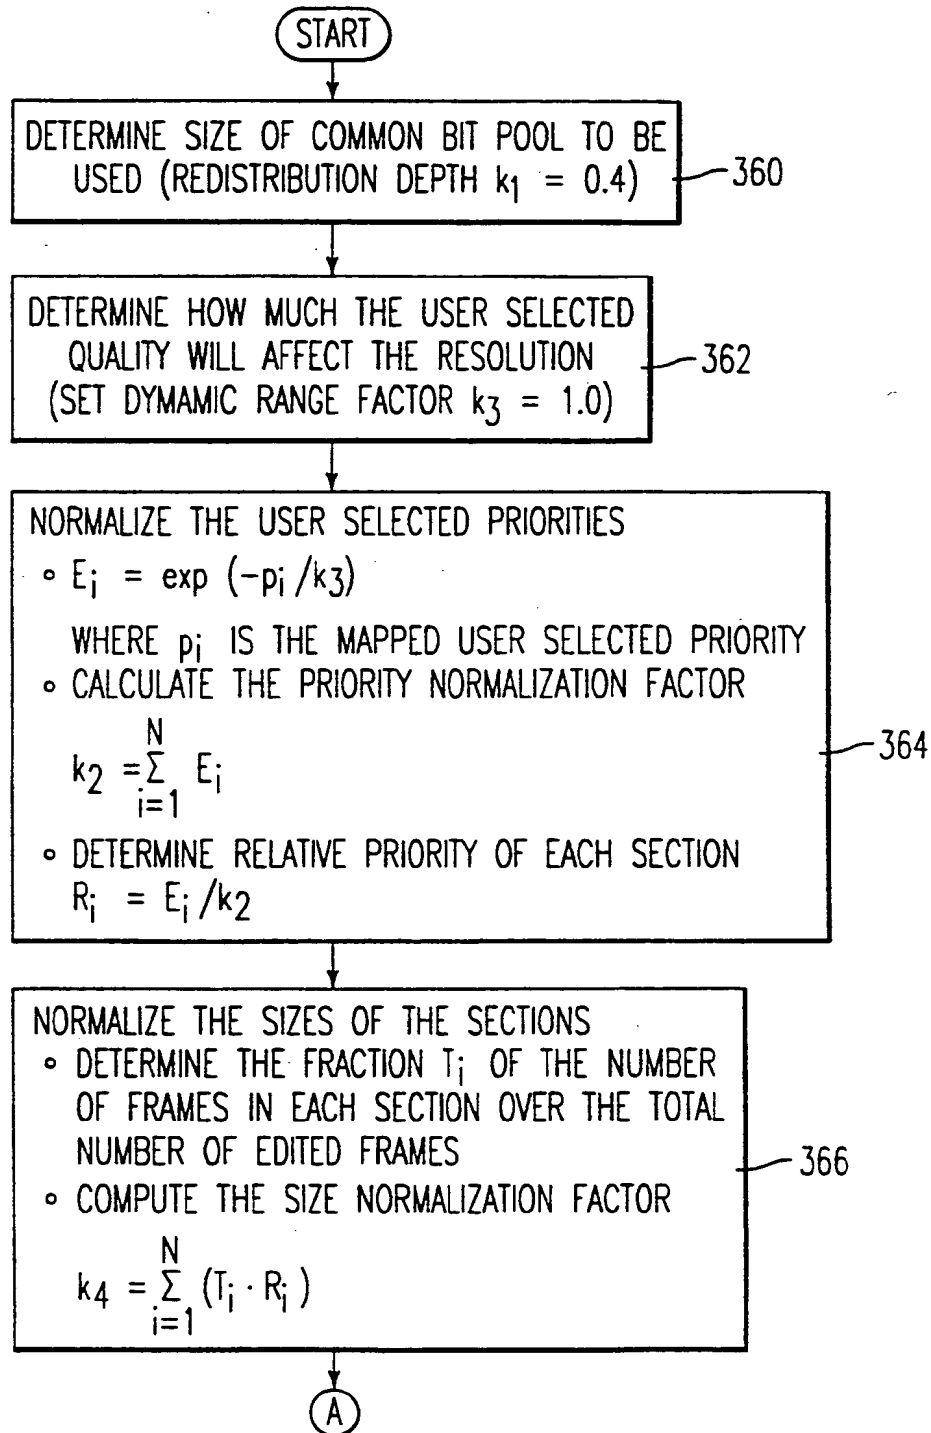 START
DETERMINE SIZE OF COMMON BIT POOL TO BE
USED (REDISTRIBUTION DEPTH k1 = 0.4)
360
DETERMINE HOW MUCH THE USER SELECTED
QUALITY WILL AFFECT THE RESOLUTION
(SET DYMAMIC RANGE FACTOR k3 = 1.0)
362
NORMALIZE THE USER SELECTED PRIORITIES
∘ Ei = exp (-pi/k3)
WHERE pi IS THE MAPPED USER SELECTED PRIORITY
∘ CALCULATE THE PRIORITY NORMALIZATION FACTOR
N
k2 = Σ Ei
i=1
364
∘ DETERMINE RELATIVE PRIORITY OF EACH SECTION
Ri = Ei/k2
NORMALIZE THE SIZES OF THE SECTIONS
∘ DETERMINE THE FRACTION Ti OF THE NUMBER
OF FRAMES IN EACH SECTION OVER THE TOTAL
NUMBER OF EDITED FRAMES
366
∘ COMPUTE THE SIZE NORMALIZATION FACTOR
N
k4 = Σ (Ti · Ri)
i=1
A